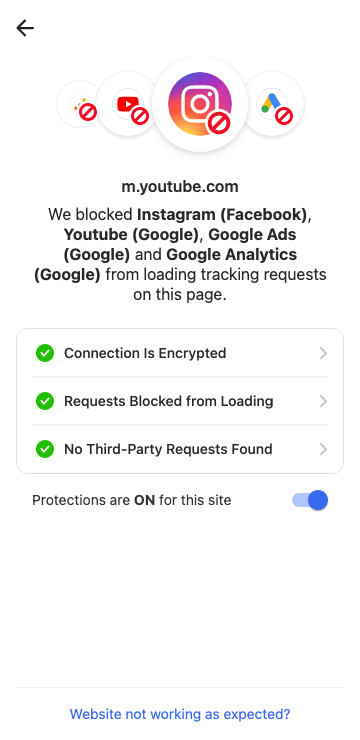 m.youtube.com
We blocked Instagram (Facebook),
Youtube (Google), Google Ads
(Google) and Google Analytics
(Google) from loading tracking requests
on this page.
Connection Is Encrypted
Requests Blocked from Loading
No Third-Party Requests Found
Protections are ON for this site
Website not working as expected?